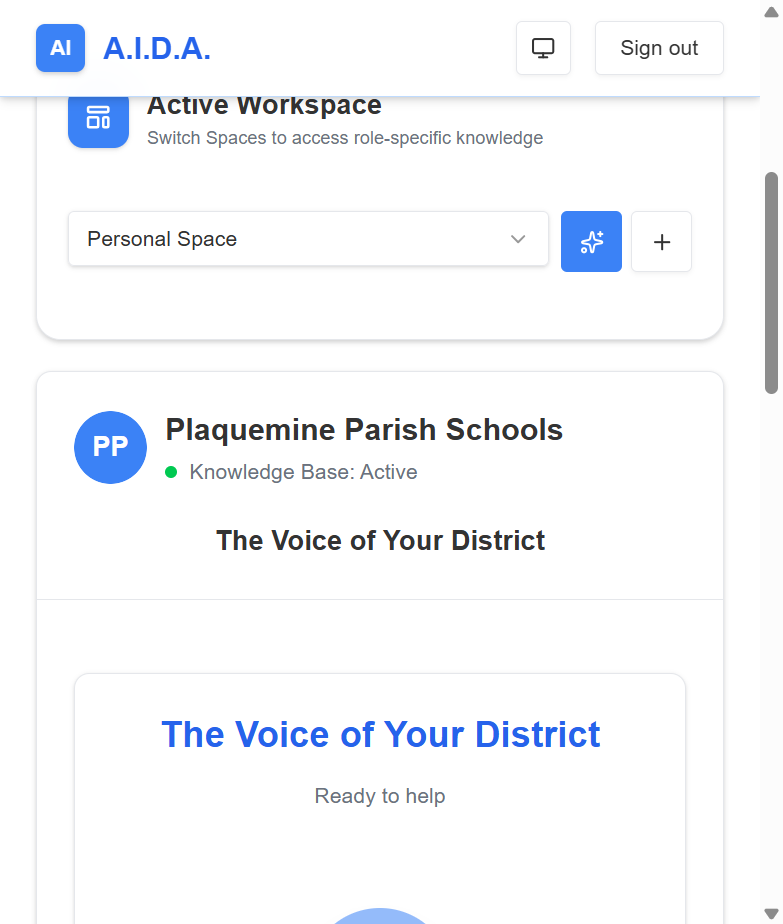 AI A.I.D.A. Sign out
Active Workspace
Switch Spaces to access role-specific knowledge
Personal Space
PP
Plaquemine Parish Schools
Knowledge Base: Active
The Voice of Your District
The Voice of Your District
Ready to help